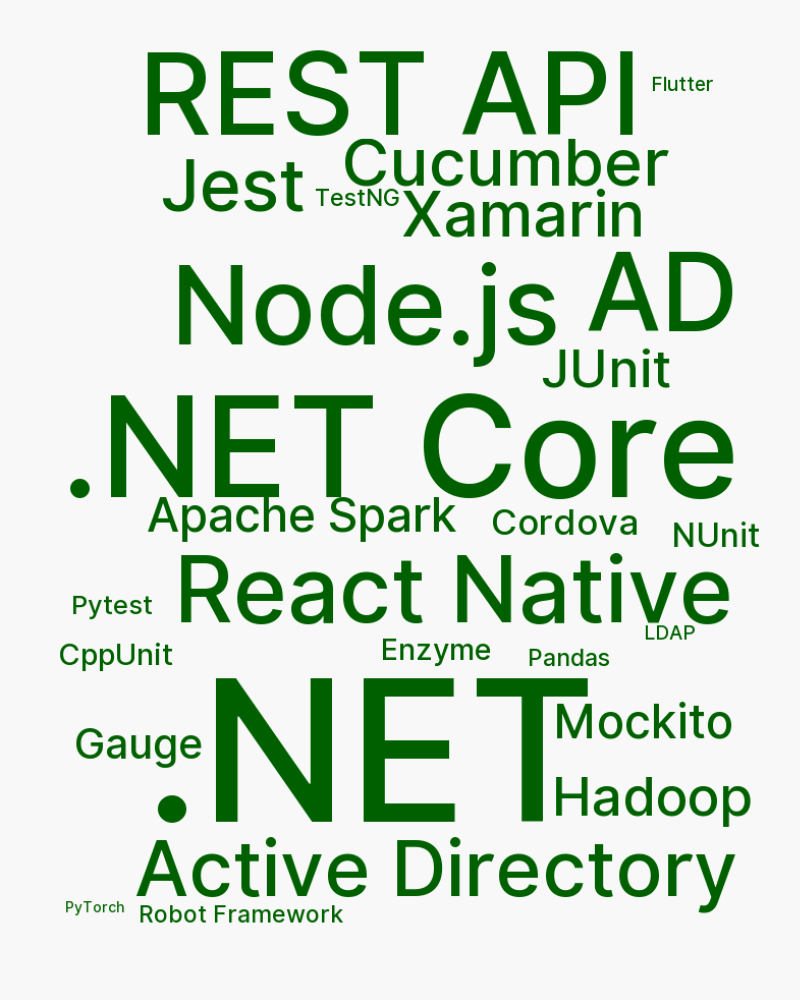 REST API
Flutter
Cucumber
Jest
TestNG
Xamarin
Node.js
AD
JUnit
.NET Core
Apache Spark
Cordova
NUnit
React Native
Pytest
LDAP
CppUnit
Enzyme
Pandas
.NET
Mockito
Gauge
Hadoop
Active Directory
PyTorch
Robot Framework